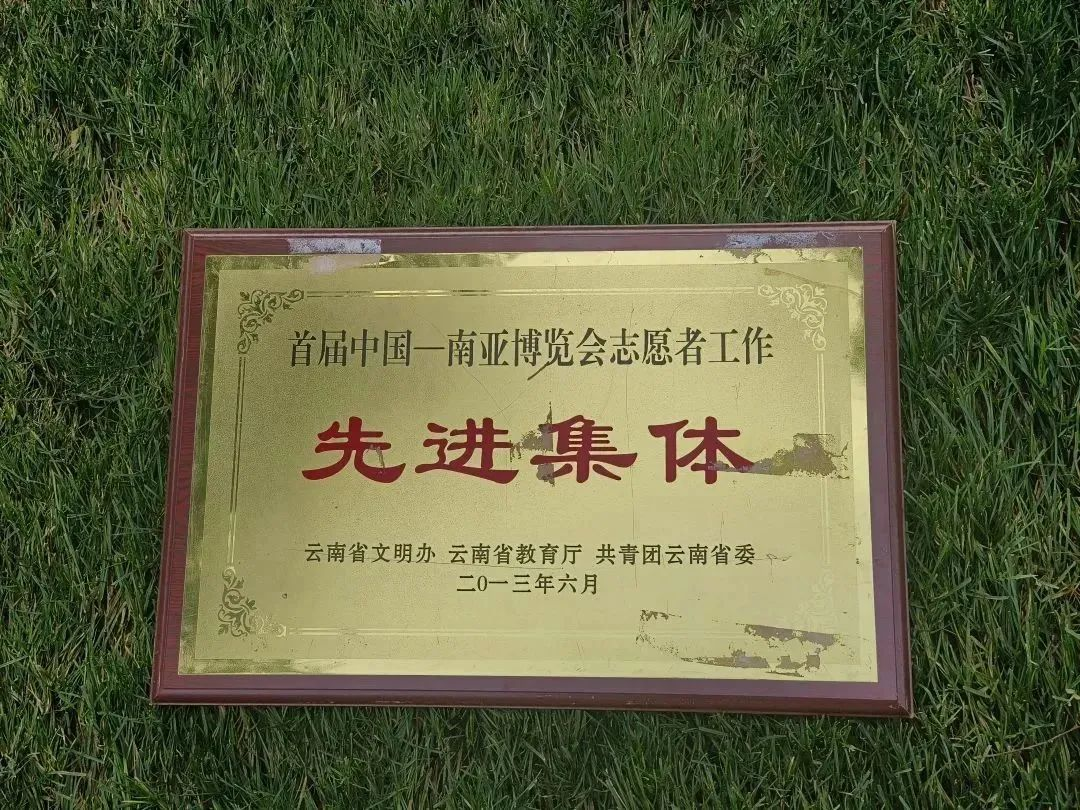 首届中国—南亚博览会志愿者工作
先进集体
云南省文明办 云南省教育厅 共青团云南省委
二0一三年六月